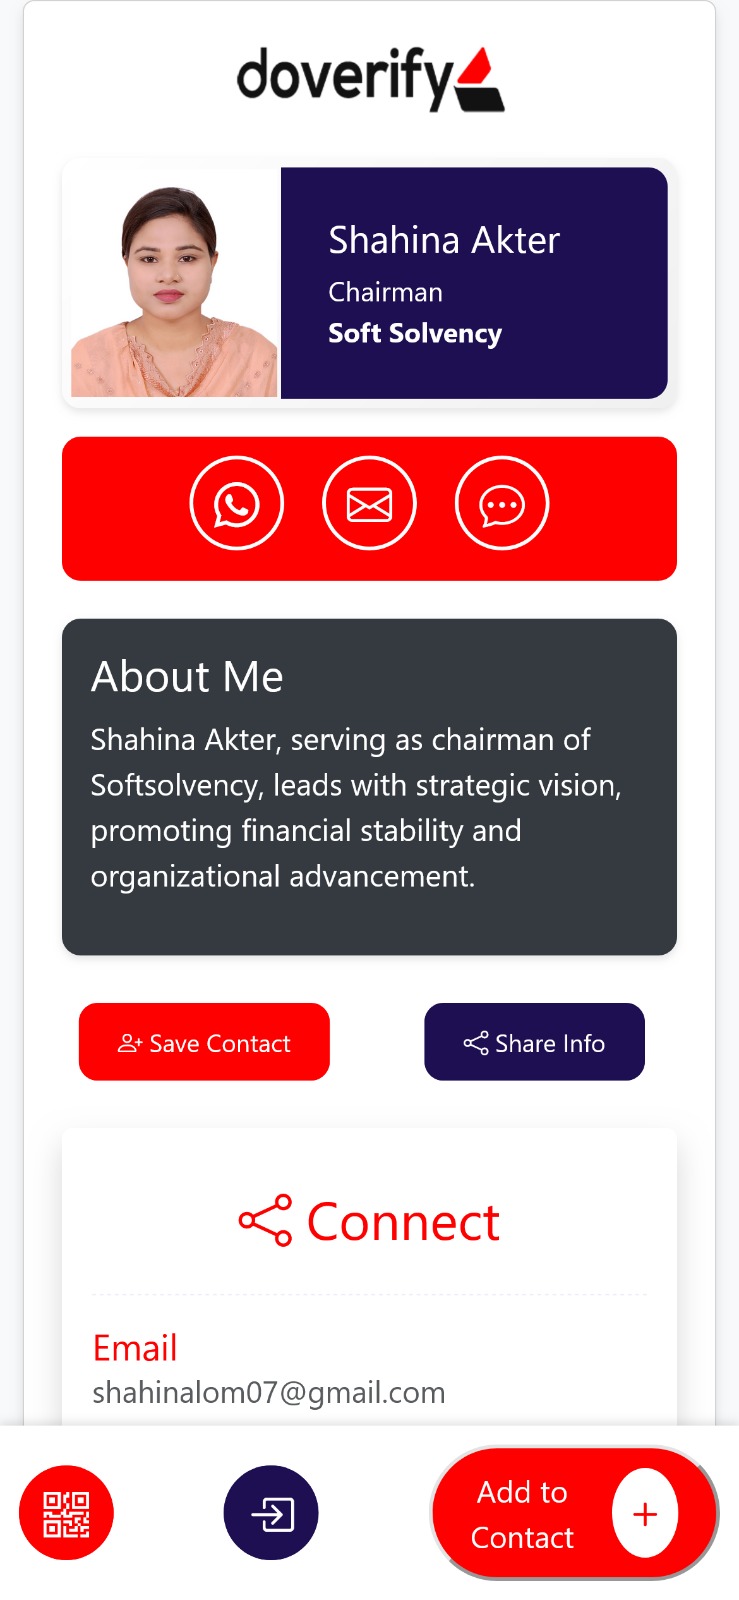 doverify
Shahina Akter
Chairman
Soft Solvency
About Me
Shahina Akter, serving as chairman of
Softsolvency, leads with strategic vision,
promoting financial stability and
organizational advancement.
Save Contact
Share Info
Connect
Email
shahinalom07@gmail.com
Add to
Contact